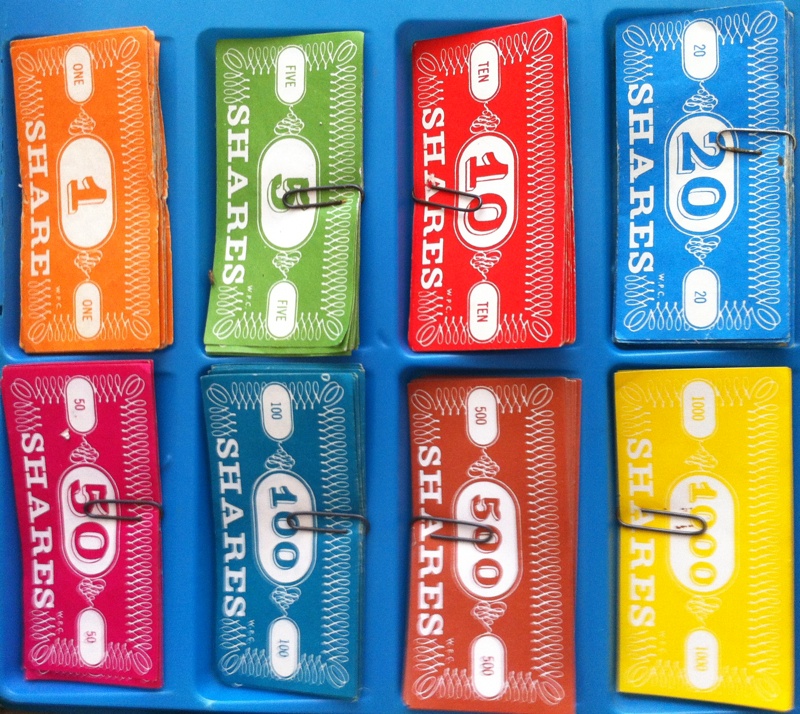 ONE
1
ONE
SHARE
W.F.C.
FIVE
5
FIVE
SHARES
W.F.C.
TEN
10
TEN
SHARES
W.F.C.
20
20
20
SHARES
W.F.C.
50
50
50
SHARES
W.F.C.
100
100
100
SHARES
W.F.C.
500
500
500
SHARES
W.F.C.
1000
1000
1000
SHARES
W.F.C.